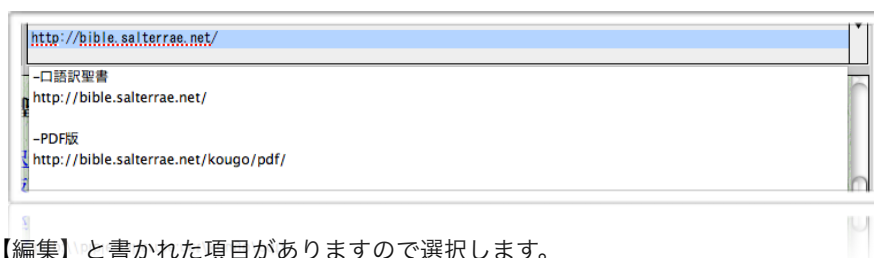 http://bible.salterrae.net/
–口語訳聖書
http://bible.salterrae.net/
–PDF版
http://bible.salterrae.net/kougo/pdf/
【編集】と書かれた項目がありますので選択します。